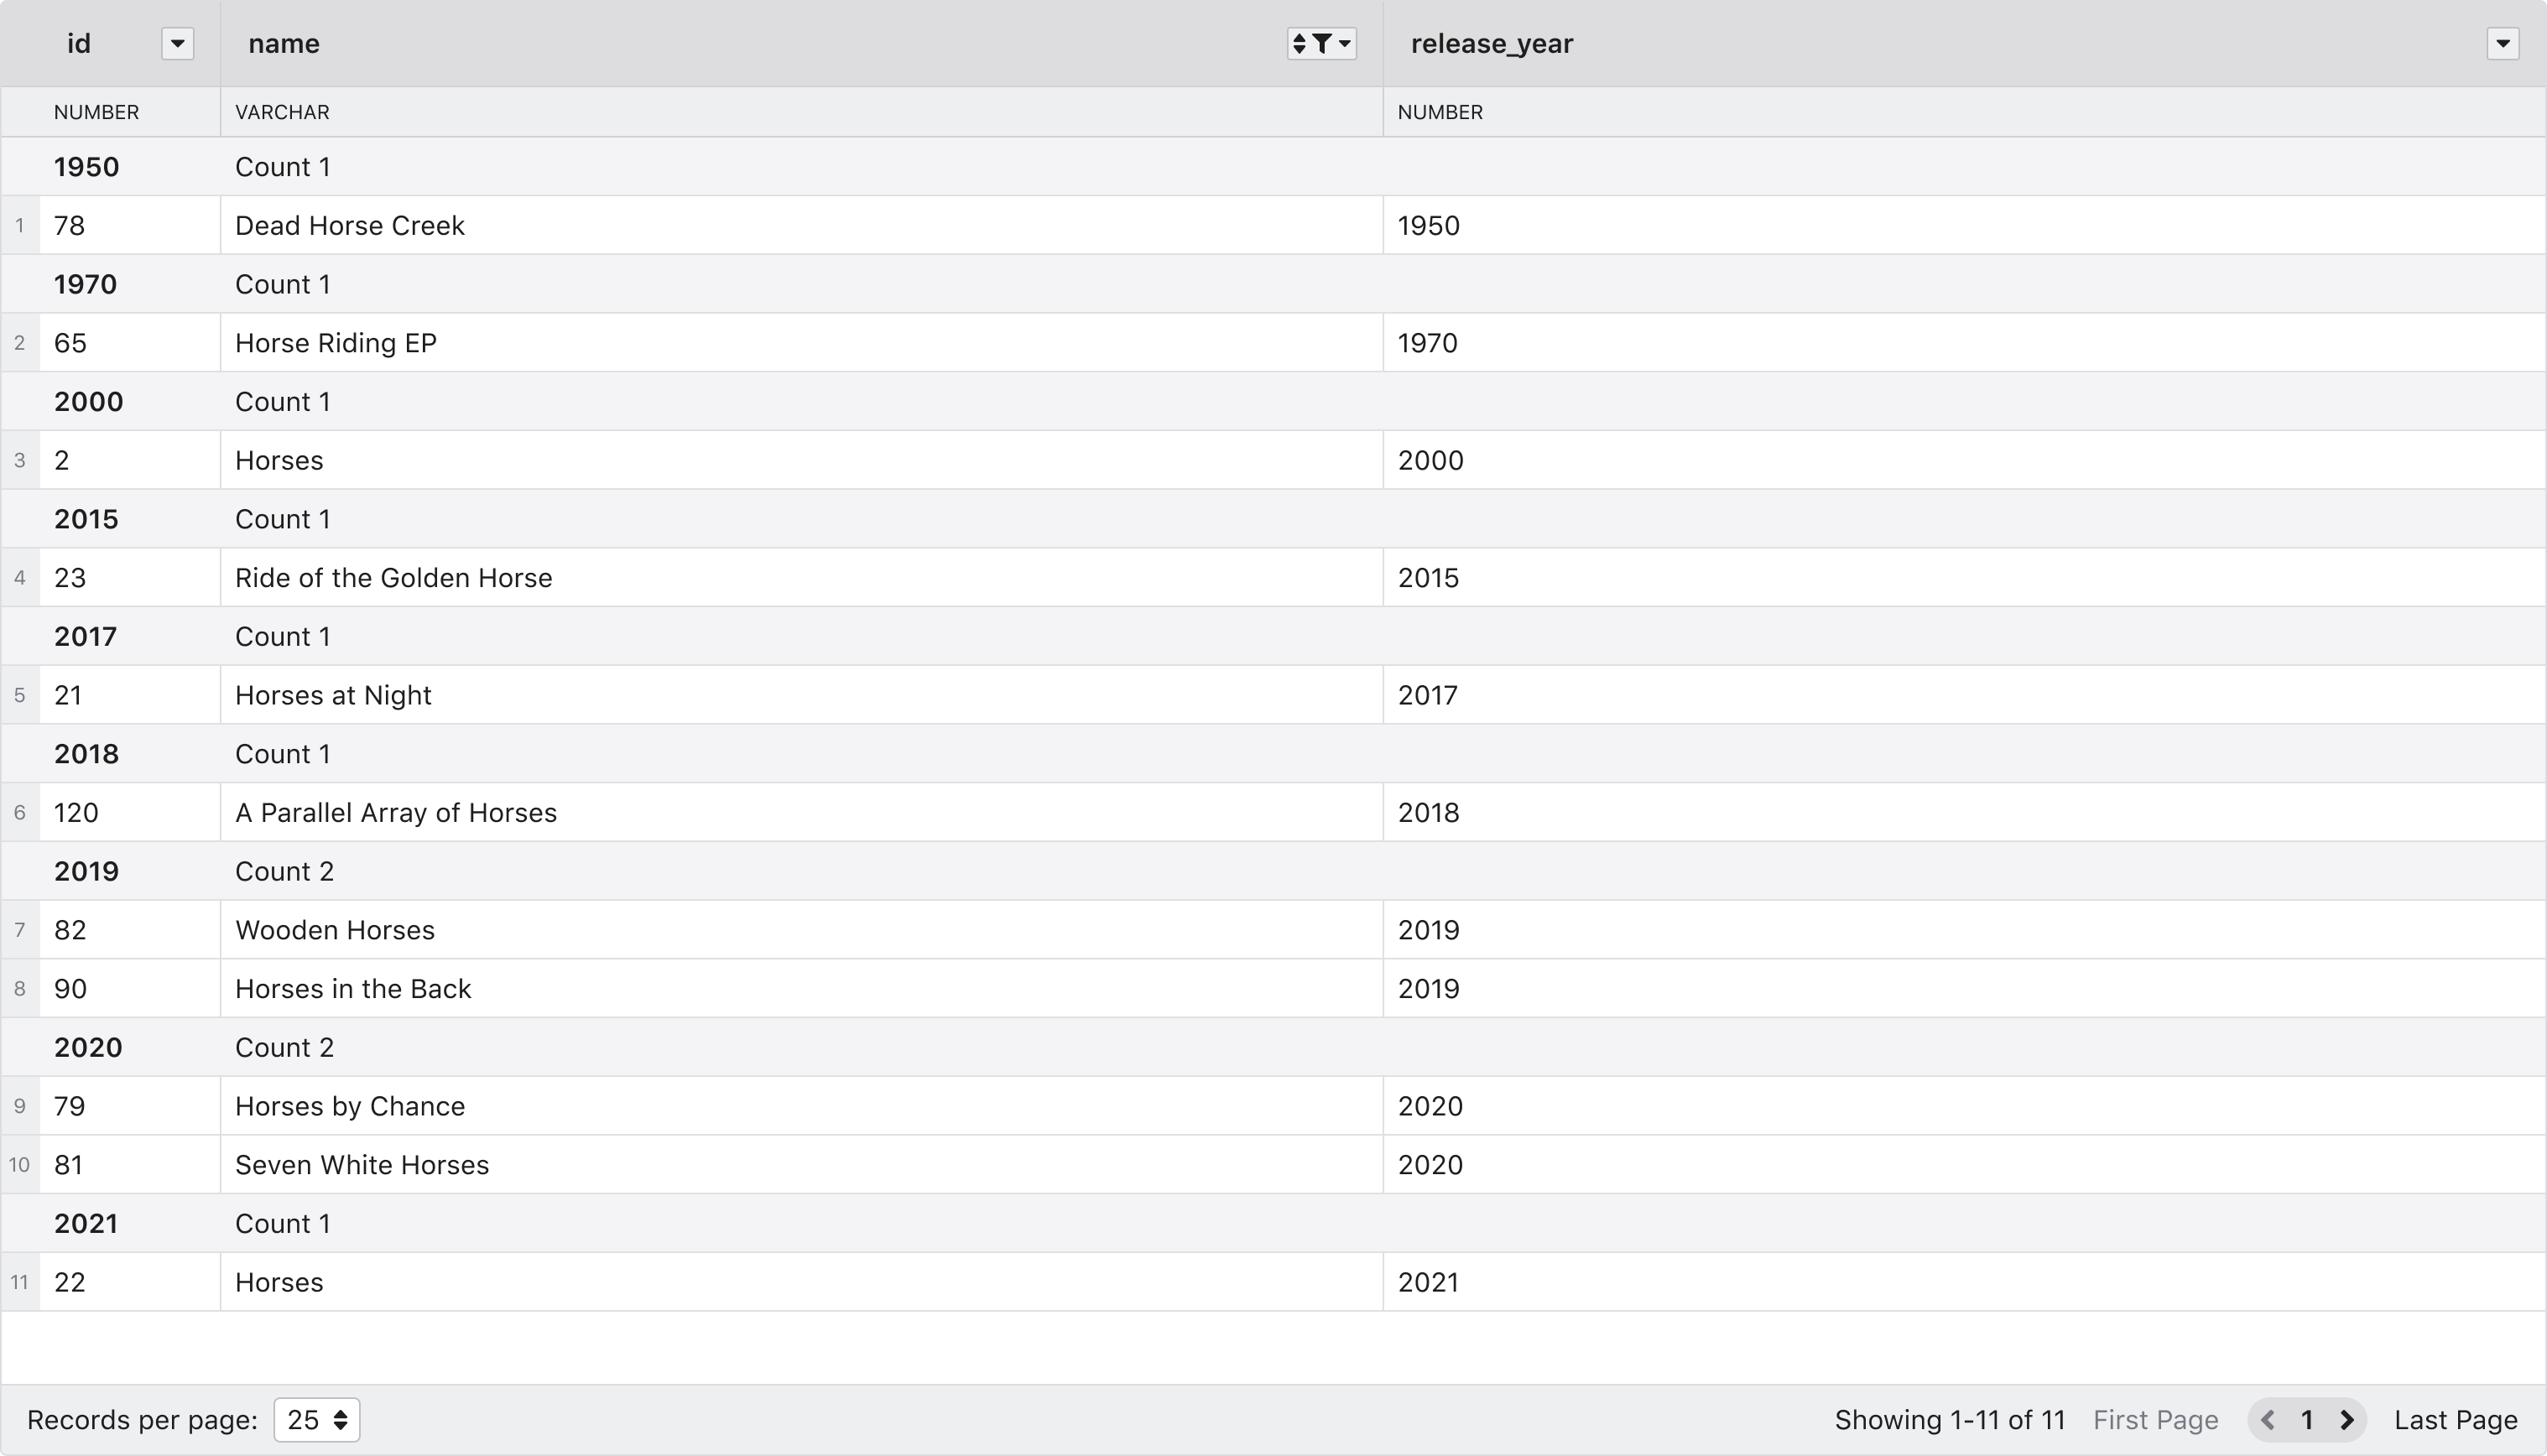 id name release_year
NUMBER VARCHAR NUMBER
1950 Count 1
1 78 Dead Horse Creek 1950
1970 Count 1
2 65 Horse Riding EP 1970
2000 Count 1
3 2 Horses 2000
2015 Count 1
4 23 Ride of the Golden Horse 2015
2017 Count 1
5 21 Horses at Night 2017
2018 Count 1
6 120 A Parallel Array of Horses 2018
2019 Count 2
7 82 Wooden Horses 2019
8 90 Horses in the Back 2019
2020 Count 2
9 79 Horses by Chance 2020
10 81 Seven White Horses 2020
2021 Count 1
11 22 Horses 2021
Records per page: 25 Showing 1-11 of 11 First Page 1 Last Page